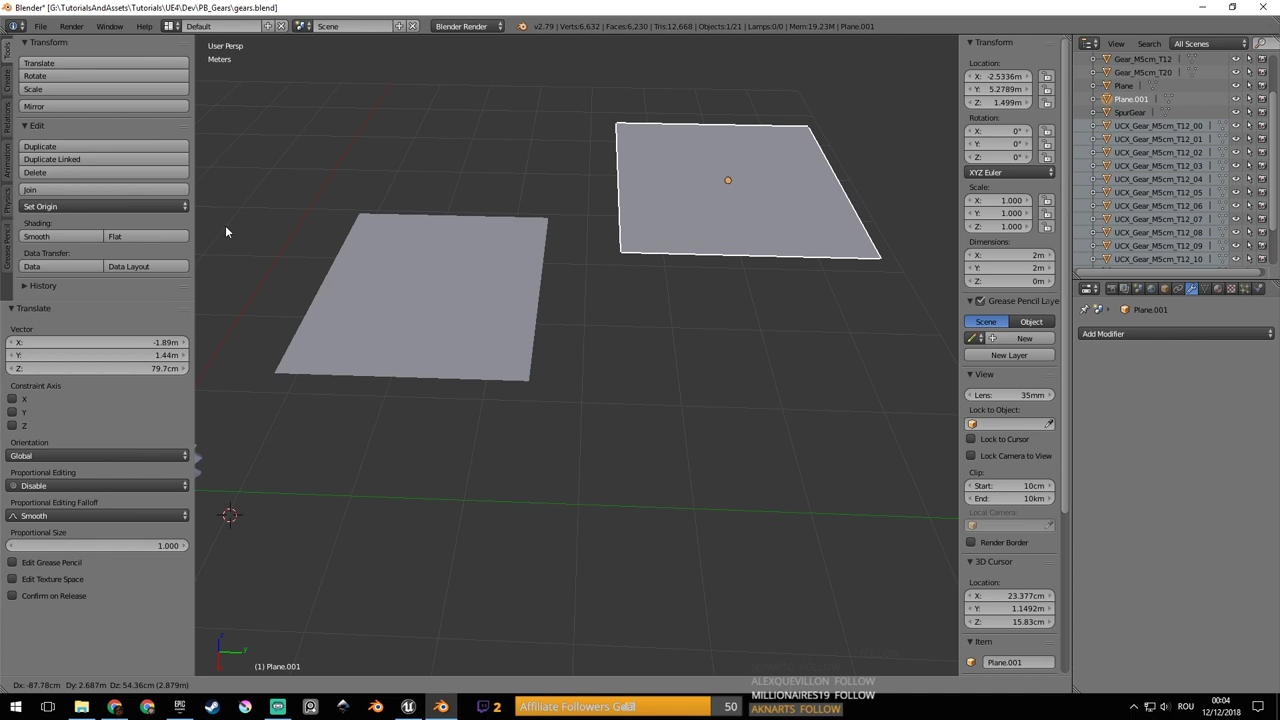 Blender* [G:\TutorialsAndAssets\Tutorials\UE4\Dev\PB_Gears\gears.blend]
File Render Window Help
Default
Scene
Blender Render
v2.79 | Verts:6,632 | Faces:6,230 | Tris:12,668 | Objects:1/21 | Lamps:0/0 | Mem:19.23M | Plane.001
View Search All Scenes
Tools
Create
Relations
Animation
Physics
Grease Pencil
Transform
Translate
Rotate
Scale
Mirror
Edit
Duplicate
Duplicate Linked
Delete
Join
Set Origin
Shading:
Smooth Flat
Data Transfer:
Data Data Layout
History
Translate
Vector
X: -1.89m
Y: 1.44m
Z: 79.7cm
Constraint Axis
X
Y
Z
Orientation
Global
Proportional Editing
Disable
Proportional Editing Falloff
Smooth
Proportional Size
1.000
Edit Grease Pencil
Edit Texture Space
Confirm on Release
User Persp
Meters
z
y
(1) Plane.001
Dx: -87.78cm Dy: 2.687m Dz: 54.36cm (2.879m)
Transform
Location:
X: -2.5336m
Y: 5.2789m
Z: 1.499m
Rotation:
X: 0°
Y: 0°
Z: 0°
XYZ Euler
Scale:
X: 1.000
Y: 1.000
Z: 1.000
Dimensions:
X: 2m
Y: 2m
Z: 0m
Grease Pencil Laye
Scene Object
New
New Layer
View
Lens: 35mm
Lock to Object:
Lock to Cursor
Lock Camera to View
Clip:
Start: 10cm
End: 10km
Local Camera:
Render Border
3D Cursor
Location:
X: 23.377cm
Y: 1.1492m
Z: 15.83cm
Item
Plane.001
Gear_M5cm_T12
Gear_M5cm_T20
Plane
Plane.001
SpurGear
UCX_Gear_M5cm_T12_00
UCX_Gear_M5cm_T12_01
UCX_Gear_M5cm_T12_02
UCX_Gear_M5cm_T12_03
UCX_Gear_M5cm_T12_04
UCX_Gear_M5cm_T12_05
UCX_Gear_M5cm_T12_06
UCX_Gear_M5cm_T12_07
UCX_Gear_M5cm_T12_08
UCX_Gear_M5cm_T12_09
UCX_Gear_M5cm_T12_10
Plane.001
Add Modifier
ALEXQUEVILLON FOLLOW
MILLIONAIRES19 FOLLOW
AKNARTS FOLLOW
2
Affiliate Followers Goal
50
ROU
00:04
12/12/2018